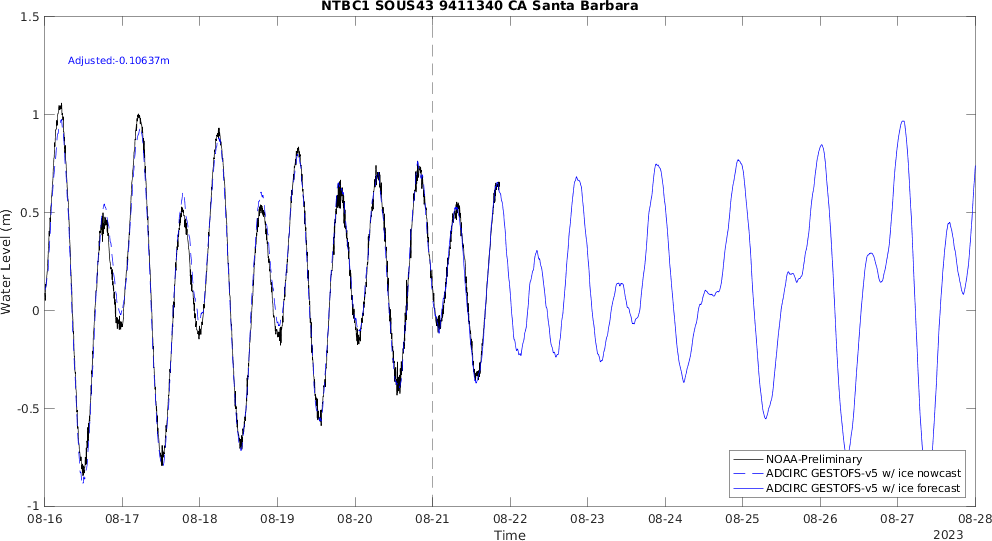 NTBC1 SOUS43 9411340 CA Santa Barbara
1.5
Adjusted:-0.10637m
1
0.5
0
-0.5
-1
Water Level (m)
NOAA-Preliminary
ADCIRC GESTOFS-v5 w/ ice nowcast
ADCIRC GESTOFS-v5 w/ ice forecast
08-16 08-17 08-18 08-19 08-20 08-21 08-22 08-23 08-24 08-25 08-26 08-27 08-28
Time
2023